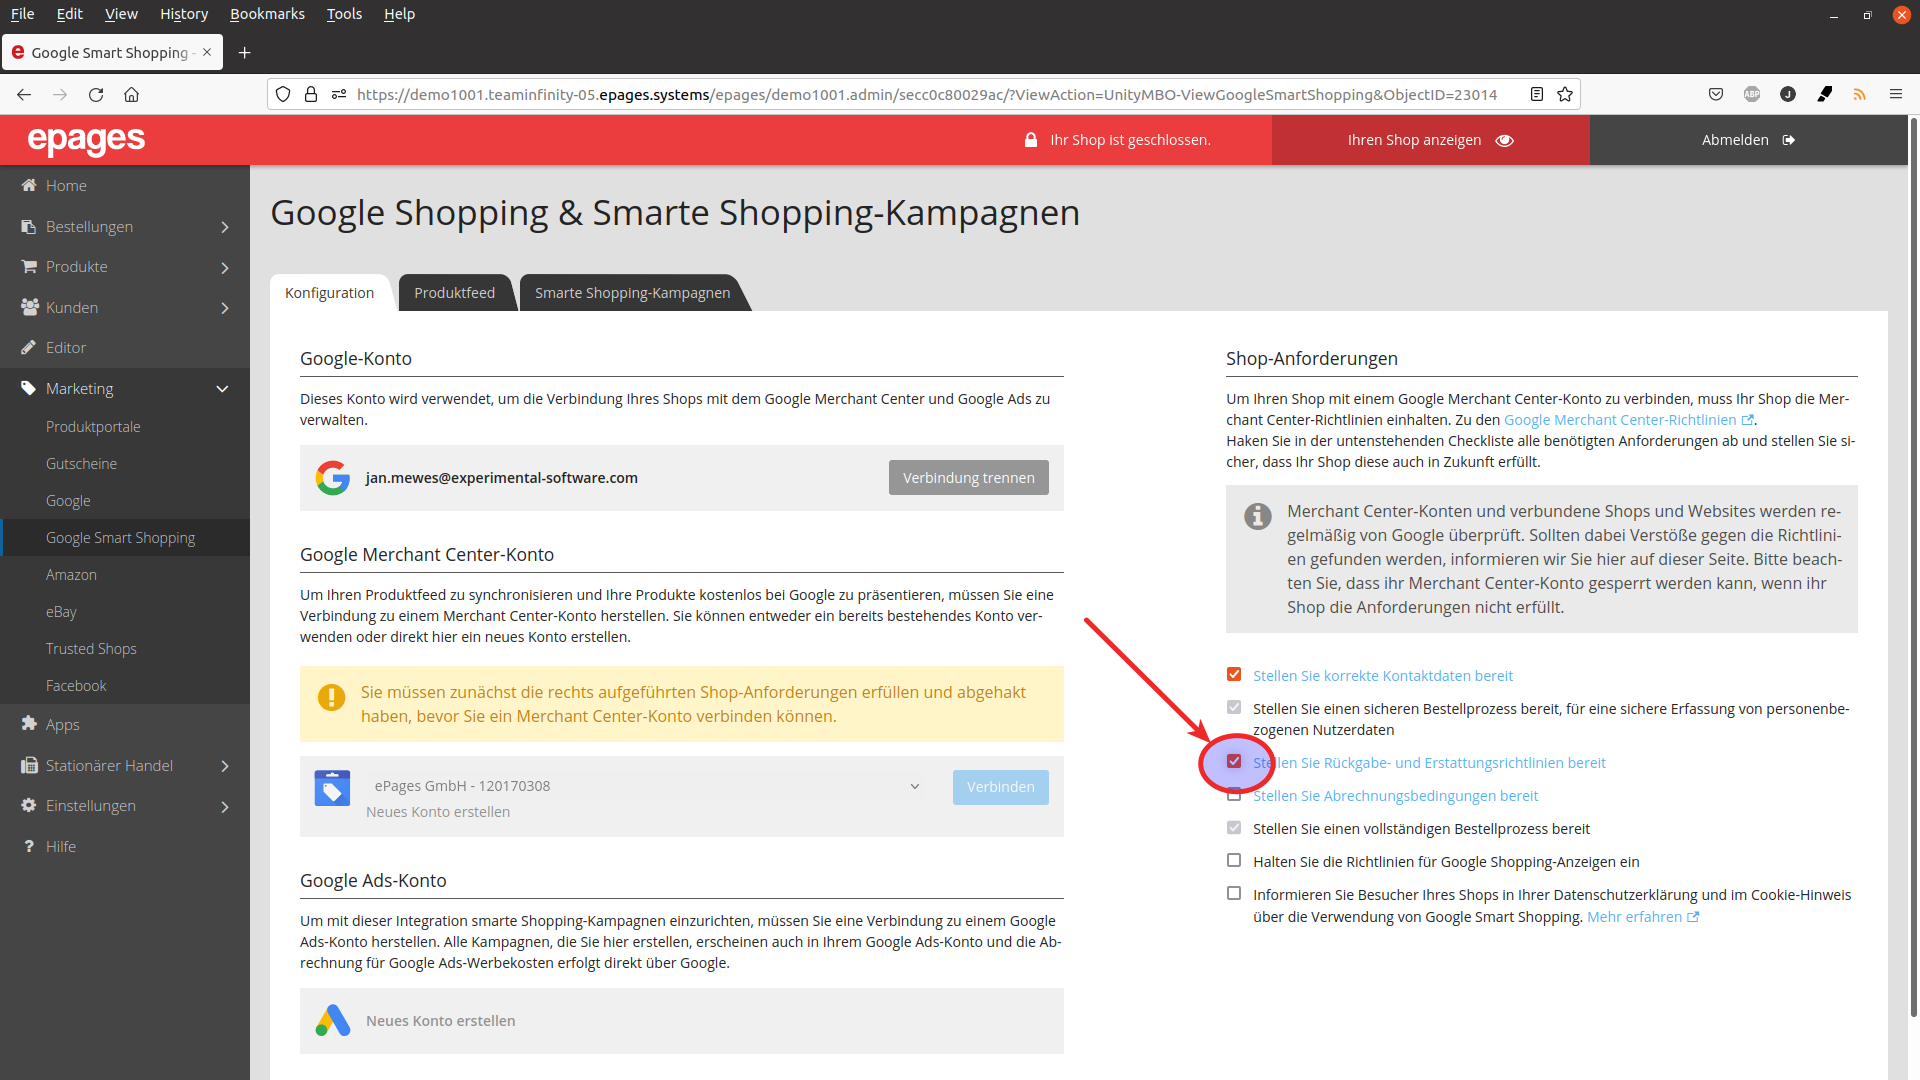 File Edit View History Bookmarks Tools Help
Google Smart Shopping -
https://demo1001.teaminfinity-05.epages.systems/epages/demo1001.admin/secc0c80029ac/?ViewAction=UnityMBO-ViewGoogleSmartShopping&ObjectID=23014
ABP
J
epages
Ihr Shop ist geschlossen.
Ihren Shop anzeigen
Abmelden
Home
Bestellungen
Produkte
Kunden
Editor
Marketing
Produktportale
Gutscheine
Google
Google Smart Shopping
Amazon
eBay
Trusted Shops
Facebook
Apps
Stationärer Handel
Einstellungen
Hilfe
Google Shopping & Smarte Shopping-Kampagnen
Konfiguration
Produktfeed
Smarte Shopping-Kampagnen
Google-Konto
Dieses Konto wird verwendet, um die Verbindung Ihres Shops mit dem Google Merchant Center und Google Ads zu
verwalten.
jan.mewes@experimental-software.com
Verbindung trennen
Google Merchant Center-Konto
Um Ihren Produktfeed zu synchronisieren und Ihre Produkte kostenlos bei Google zu präsentieren, müssen Sie eine
Verbindung zu einem Merchant Center-Konto herstellen. Sie können entweder ein bereits bestehendes Konto ver-
wenden oder direkt hier ein neues Konto erstellen.
Sie müssen zunächst die rechts aufgeführten Shop-Anforderungen erfüllen und abgehakt
haben, bevor Sie ein Merchant Center-Konto verbinden können.
ePages GmbH - 120170308
Verbinden
Neues Konto erstellen
Google Ads-Konto
Um mit dieser Integration smarte Shopping-Kampagnen einzurichten, müssen Sie eine Verbindung zu einem Google
Ads-Konto herstellen. Alle Kampagnen, die Sie hier erstellen, erscheinen auch in Ihrem Google Ads-Konto und die Ab-
rechnung für Google Ads-Werbekosten erfolgt direkt über Google.
Neues Konto erstellen
Shop-Anforderungen
Um Ihren Shop mit einem Google Merchant Center-Konto zu verbinden, muss Ihr Shop die Mer-
chant Center-Richtlinien einhalten. Zu den Google Merchant Center-Richtlinien.
Haken Sie in der untenstehenden Checkliste alle benötigten Anforderungen ab und stellen Sie si-
cher, dass Ihr Shop diese auch in Zukunft erfüllt.
Merchant Center-Konten und verbundene Shops und Websites werden re-
gelmäßig von Google überprüft. Sollten dabei Verstöße gegen die Richtlini-
en gefunden werden, informieren wir Sie hier auf dieser Seite. Bitte beach-
ten Sie, dass ihr Merchant Center-Konto gesperrt werden kann, wenn ihr
Shop die Anforderungen nicht erfüllt.
Stellen Sie korrekte Kontaktdaten bereit
Stellen Sie einen sicheren Bestellprozess bereit, für eine sichere Erfassung von personenbe-
zogenen Nutzerdaten
Stellen Sie Rückgabe- und Erstattungsrichtlinien bereit
Stellen Sie Abrechnungsbedingungen bereit
Stellen Sie einen vollständigen Bestellprozess bereit
Halten Sie die Richtlinien für Google Shopping-Anzeigen ein
Informieren Sie Besucher Ihres Shops in Ihrer Datenschutzerklärung und im Cookie-Hinweis
über die Verwendung von Google Smart Shopping. Mehr erfahren